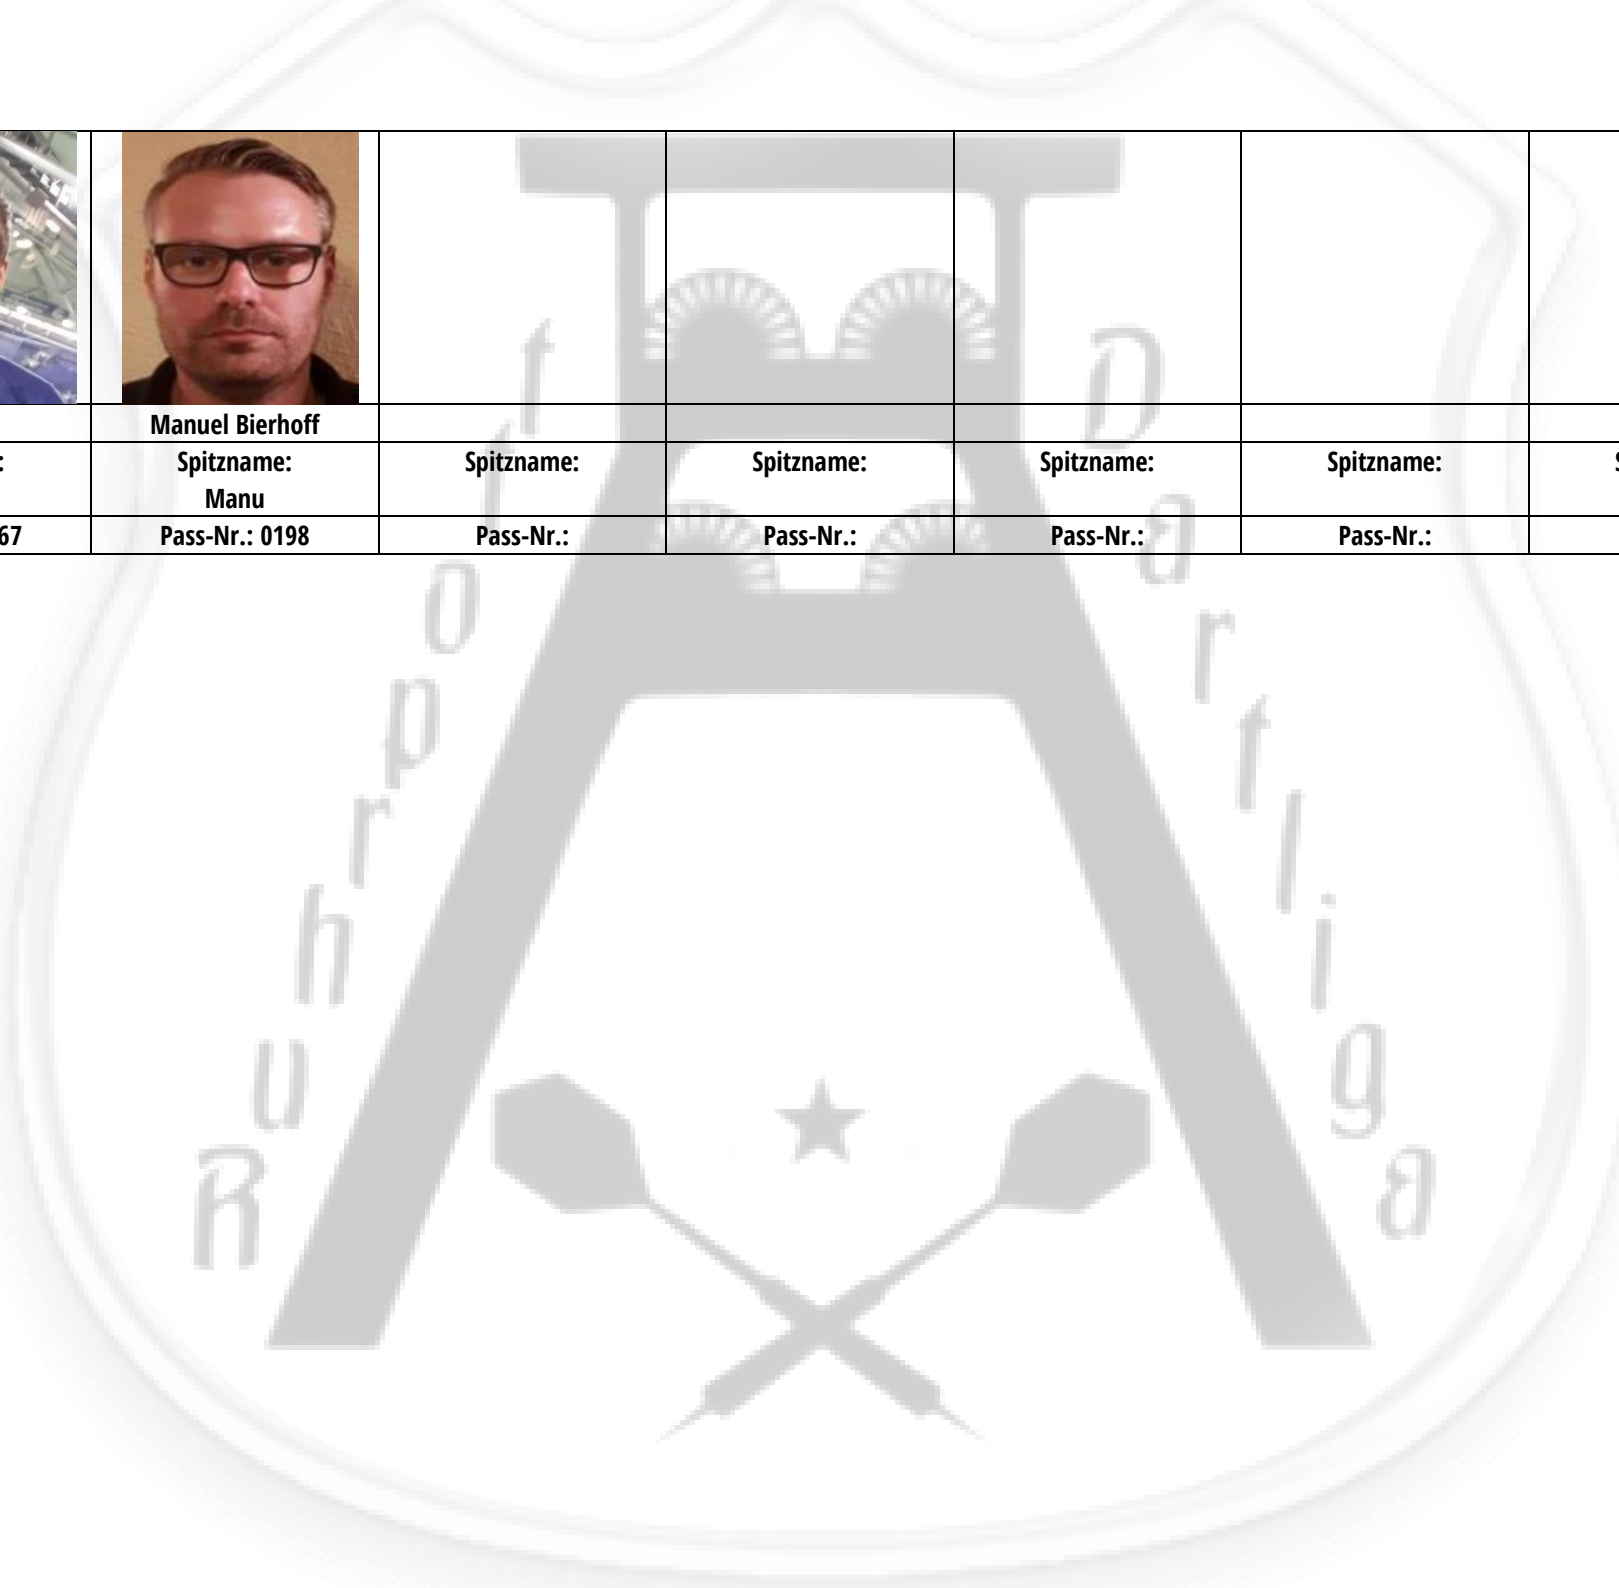 Manuel Bierhoff
: Spitzname: Spitzname: Spitzname: Spitzname: Spitzname: S
Manu
67 Pass-Nr.: 0198 Pass-Nr.: Pass-Nr.: Pass-Nr.: Pass-Nr.:
Ruhrpott
Dartliga